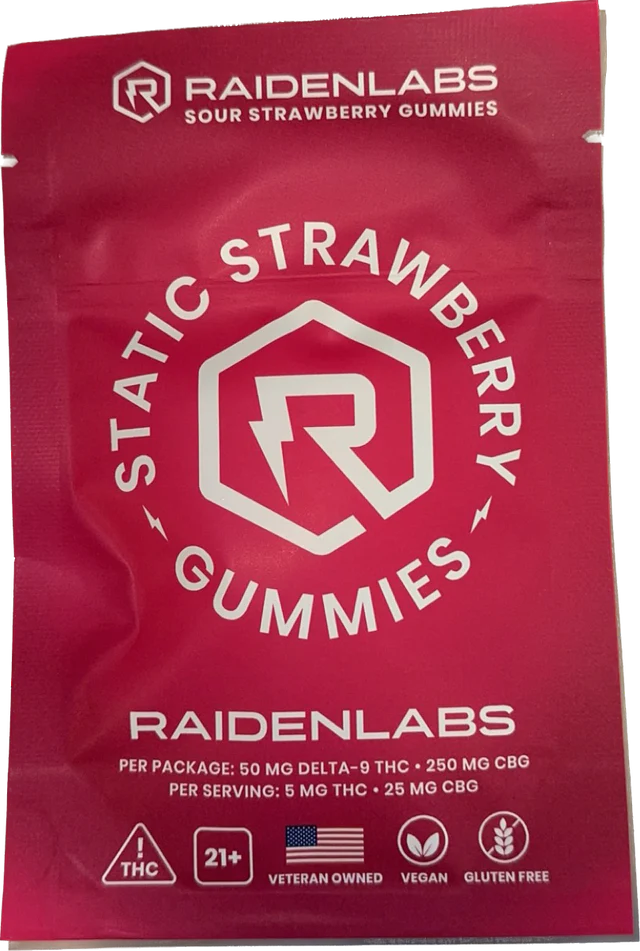 RAIDENLABS
SOUR STRAWBERRY GUMMIES
STATIC STRAWBERRY
R
GUMMIES
RAIDENLABS
PER PACKAGE: 50 MG DELTA-9 THC • 250 MG CBG
PER SERVING: 5 MG THC • 25 MG CBG
! THC
21+
VETERAN OWNED
VEGAN
GLUTEN FREE